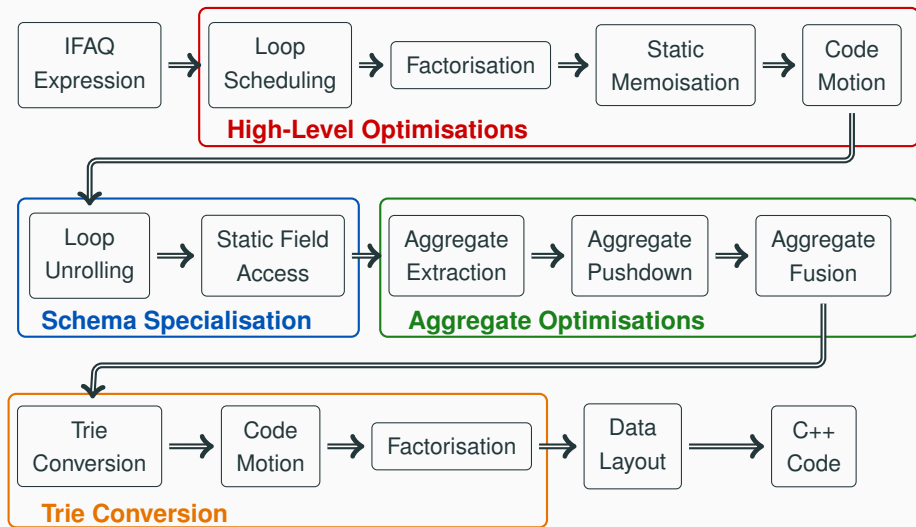 IFAQ
Expression
Loop
Scheduling
Factorisation
Static
Memoisation
Code
Motion
High-Level Optimisations
Loop
Unrolling
Static Field
Access
Schema Specialisation
Aggregate
Extraction
Aggregate
Pushdown
Aggregate
Fusion
Aggregate Optimisations
Trie
Conversion
Code
Motion
Factorisation
Trie Conversion
Data
Layout
C++
Code